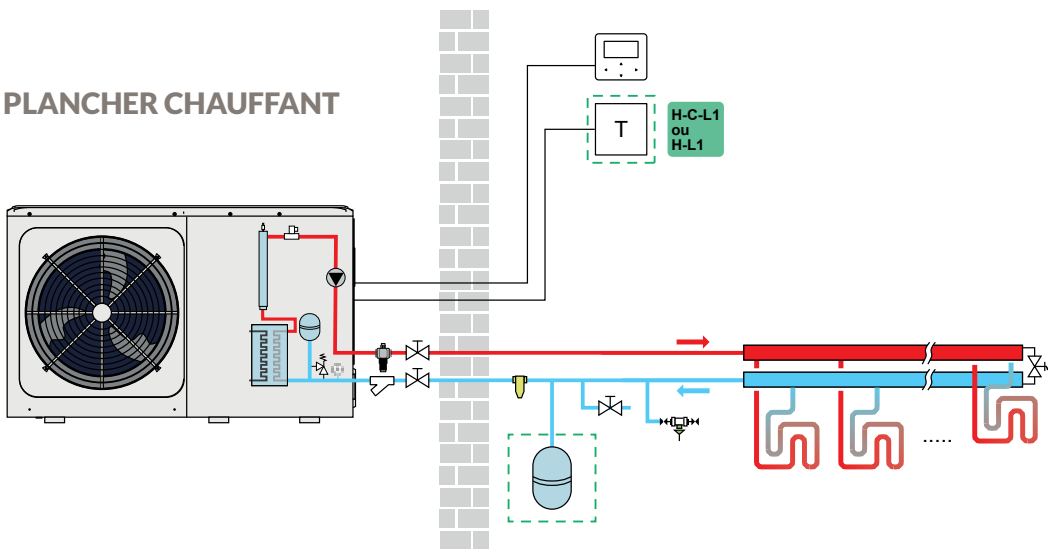 PLANCHER CHAUFFANT
T
H-C-L1
ou
H-L1
.....